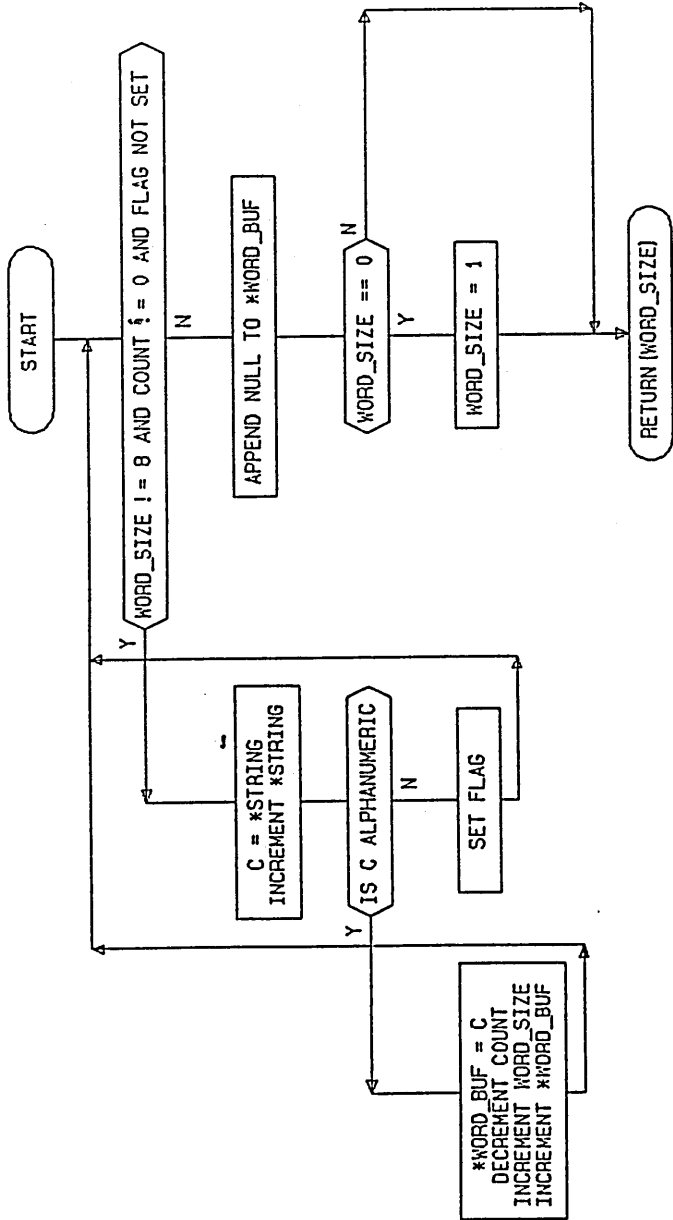 START
WORD_SIZE != 8 AND COUNT != 0 AND FLAG NOT SET
Y
N
C = *STRING
INCREMENT *STRING
IS C ALPHANUMERIC
Y
N
SET FLAG
*WORD_BUF = C
DECREMENT COUNT
INCREMENT WORD_SIZE
INCREMENT *WORD_BUF
APPEND NULL TO *WORD_BUF
WORD_SIZE == 0
N
Y
WORD_SIZE = 1
RETURN (WORD_SIZE)